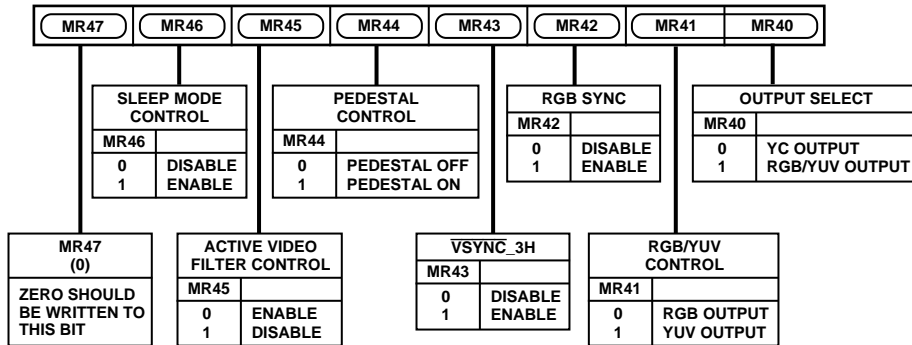 MR47 MR46 MR45 MR44 MR43 MR42 MR41 MR40
SLEEP MODE
CONTROL
MR46
0 DISABLE
1 ENABLE
PEDESTAL
CONTROL
MR44
0 PEDESTAL OFF
1 PEDESTAL ON
RGB SYNC
MR42
0 DISABLE
1 ENABLE
OUTPUT SELECT
MR40
0 YC OUTPUT
1 RGB/YUV OUTPUT
MR47
(0)
ZERO SHOULD
BE WRITTEN TO
THIS BIT
ACTIVE VIDEO
FILTER CONTROL
MR45
0 ENABLE
1 DISABLE
V̅S̅Y̅N̅C̅_3H
MR43
0 DISABLE
1 ENABLE
RGB/YUV
CONTROL
MR41
0 RGB OUTPUT
1 YUV OUTPUT